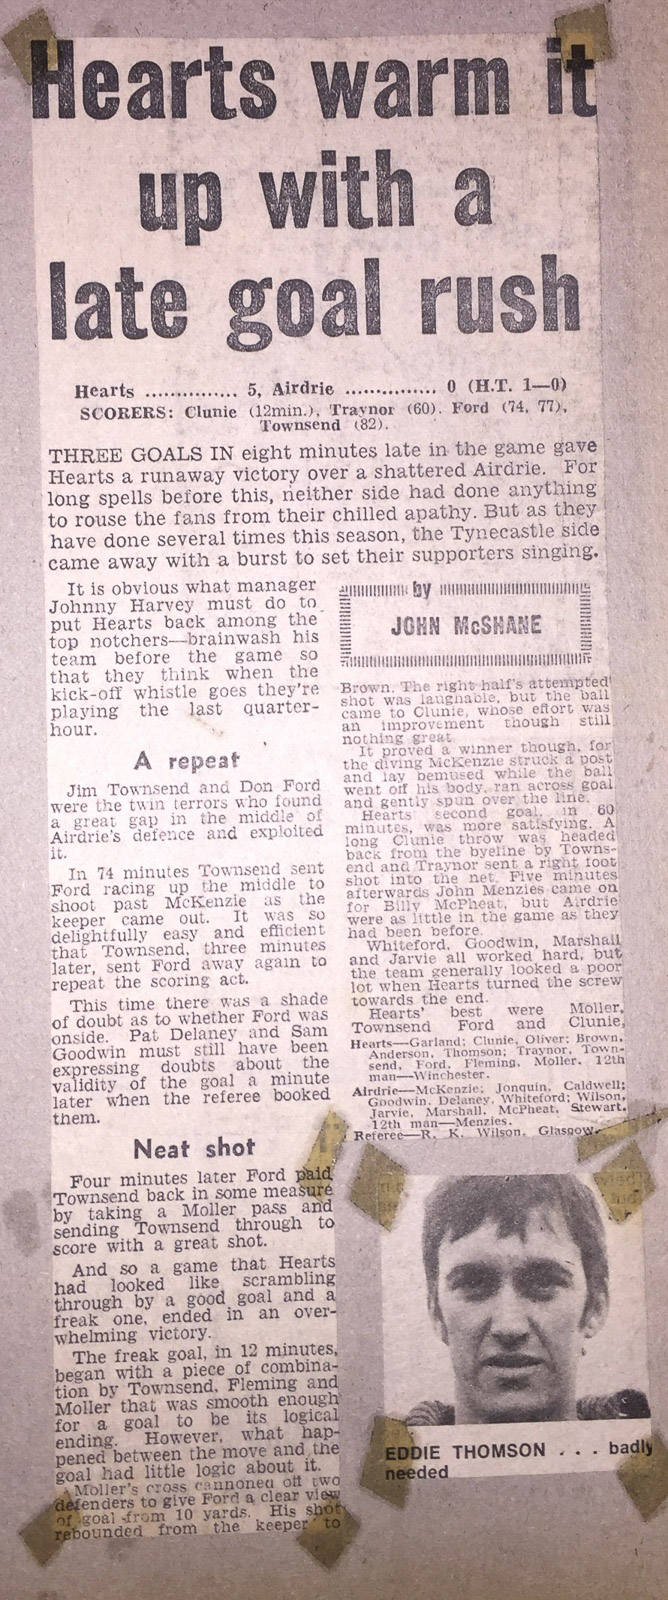 Hearts warm it
up with a
late goal rush
Hearts ............... 5, Airdrie ............... 0 (H.T. 1—0)
SCORERS: Clunie (12min.), Traynor (60). Ford (74, 77),
Townsend (82).
THREE GOALS IN eight minutes late in the game gave
Hearts a runaway victory over a shattered Airdrie. For
long spells before this, neither side had done anything
to rouse the fans from their chilled apathy. But as they
have done several times this season, the Tynecastle side
came away with a burst to set their supporters singing.
It is obvious what manager
Johnny Harvey must do to
put Hearts back among the
top notchers—brainwash his
team before the game so
that they think when the
kick-off whistle goes they're
playing the last quarter-
hour.
A repeat
Jim Townsend and Don Ford
were the twin terrors who found
a great gap in the middle of
Airdrie's defence and exploited
it.
In 74 minutes Townsend sent
Ford racing up the middle to
shoot past McKenzie as the
keeper came out. It was so
delightfully easy and efficient
that Townsend, three minutes
later, sent Ford away again to
repeat the scoring act.
This time there was a shade
of doubt as to whether Ford was
onside. Pat Delaney and Sam
Goodwin must still have been
expressing doubts about the
validity of the goal a minute
later when the referee booked
them.
Neat shot
Four minutes later Ford paid
Townsend back in some measure
by taking a Moller pass and
sending Townsend through to
score with a great shot.
And so a game that Hearts
had looked like scrambling
through by a good goal and a
freak one, ended in an over-
whelming victory.
The freak goal, in 12 minutes,
began with a piece of combina-
tion by Townsend, Fleming and
Moller that was smooth enough
for a goal to be its logical
ending. However, what hap-
pened between the move and the
goal had little logic about it.
Moller's cross cannoned off two
defenders to give Ford a clear view
of goal from 10 yards. His shot
rebounded from the keeper to
by
JOHN McSHANE
Brown. The right half's attempted
shot was laughable, but the ball
came to Clunie, whose effort was
an improvement though still
nothing great.
It proved a winner though, for
the diving McKenzie struck a post
and lay bemused while the ball
went off his body, ran across goal
and gently spun over the line.
Hearts' second goal, in 60
minutes, was more satisfying. A
long Clunie throw was headed
back from the byeline by Towns-
end and Traynor sent a right foot
shot into the net. Five minutes
afterwards John Menzies came on
for Billy McPheat, but Airdrie
were as little in the game as they
had been before.
Whiteford, Goodwin, Marshall
and Jarvie all worked hard, but
the team generally looked a poor
lot when Hearts turned the screw
towards the end.
Hearts' best were Moller,
Townsend Ford and Clunie,
Hearts—Garland; Clunie, Oliver; Brown,
Anderson, Thomson; Traynor, Town-
send, Ford, Fleming, Moller. 12th
man—Winchester.
Airdrie—McKenzie; Jonquin, Caldwell;
Goodwin, Delaney, Whiteford; Wilson,
Jarvie, Marshall, McPheat, Stewart.
12th man—Menzies.
Referee—R. K. Wilson, Glasgow.
EDDIE THOMSON . . . badly
needed